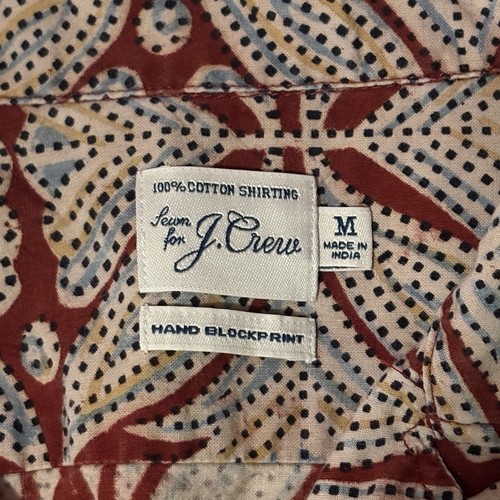 100% COTTON SHIRTING
Sewn
for J.Crew
M
MADE IN
INDIA
HAND BLOCKPRINT